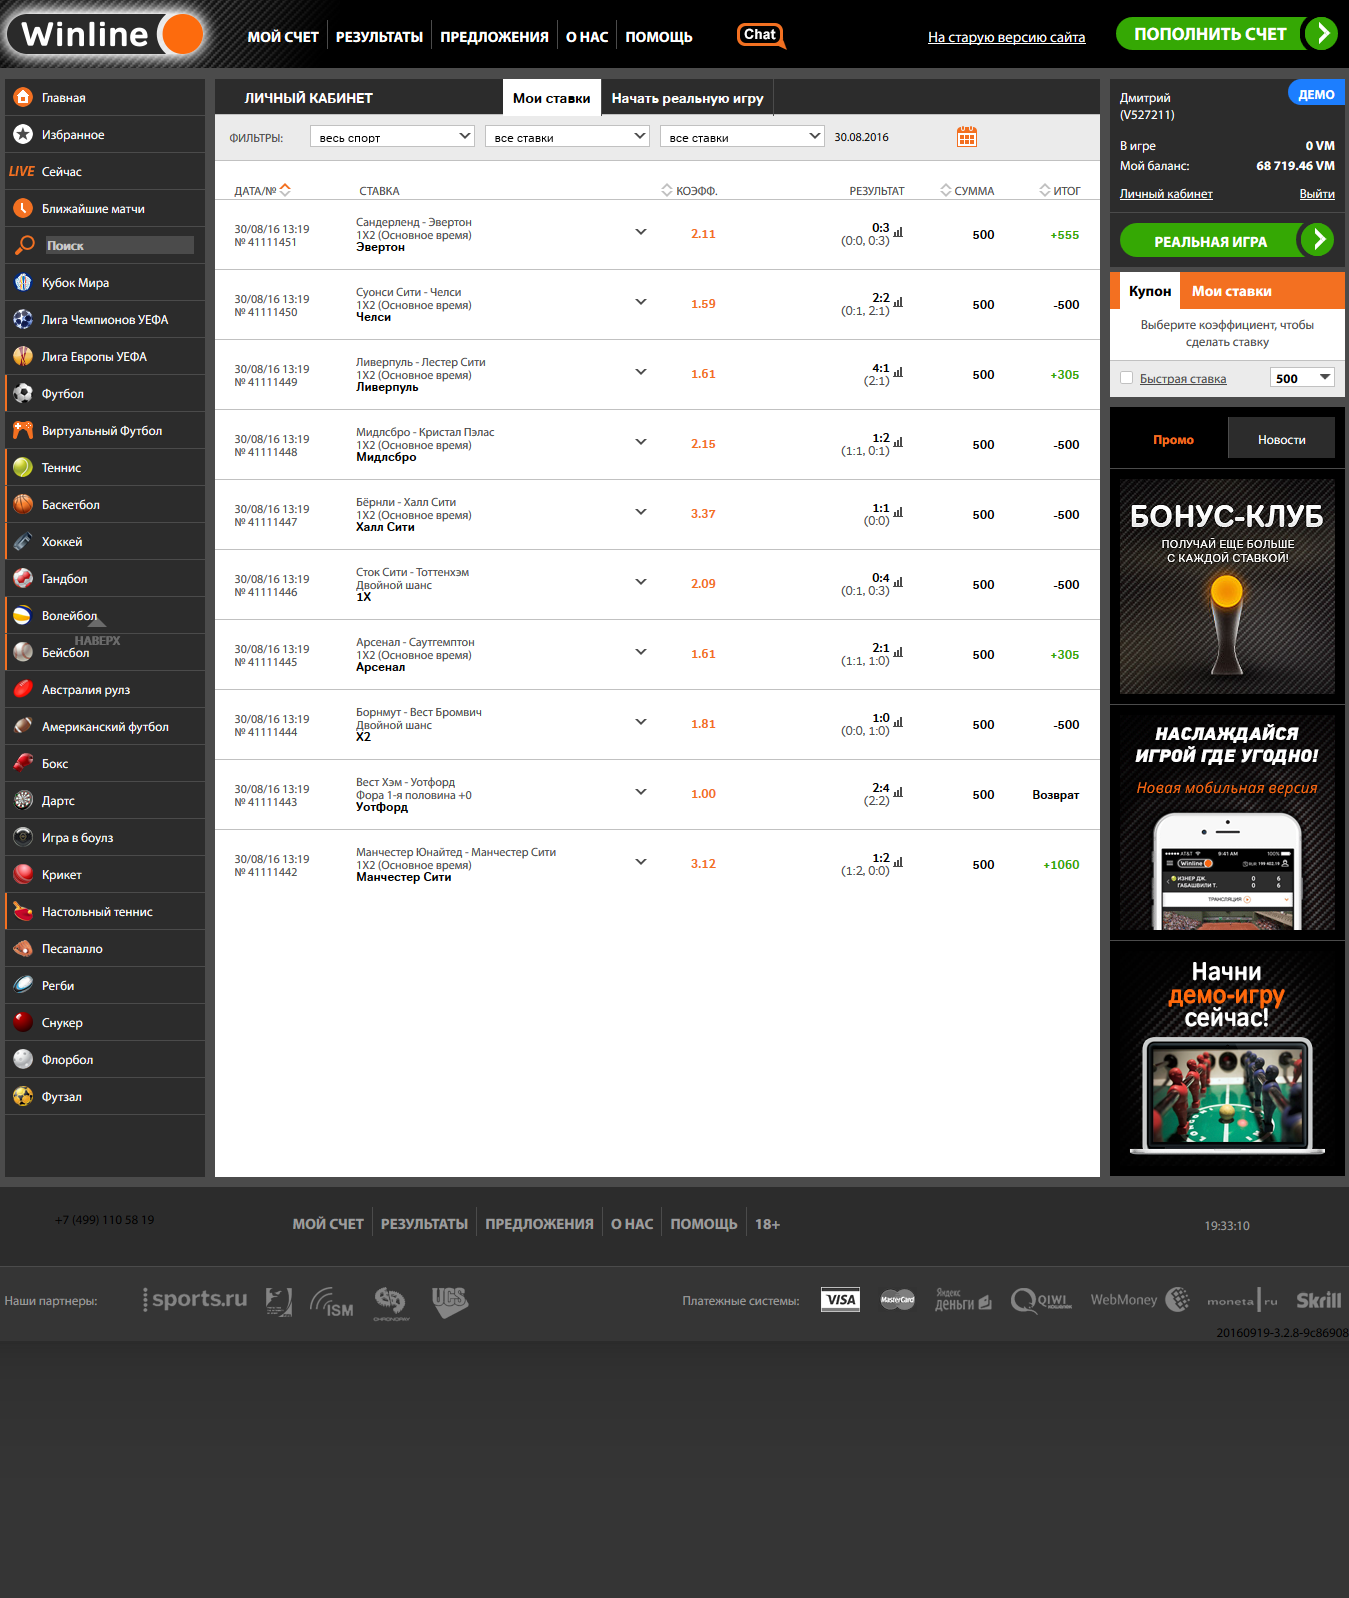 Winline
МОЙ СЧЕТ РЕЗУЛЬТАТЫ ПРЕДЛОЖЕНИЯ О НАС ПОМОЩЬ
Chat
На старую версию сайта
ПОПОЛНИТЬ СЧЕТ
Главная
Избранное
LIVE Сейчас
Ближайшие матчи
Поиск
Кубок Мира
Лига Чемпионов УЕФА
Лига Европы УЕФА
Футбол
Виртуальный Футбол
Теннис
Баскетбол
Хоккей
Гандбол
Волейбол
НАВЕРХ
Бейсбол
Австралия рулз
Американский футбол
Бокс
Дартс
Игра в боулз
Крикет
Настольный теннис
Песапалло
Регби
Снукер
Флорбол
Футзал
ЛИЧНЫЙ КАБИНЕТ Мои ставки Начать реальную игру
ФИЛЬТРЫ: весь спорт все ставки все ставки 30.08.2016
ДАТА/№ СТАВКА КОЭФФ. РЕЗУЛЬТАТ СУММА ИТОГ
30/08/16 13:19
№ 41111451
Сандерленд - Эвертон
1X2 (Основное время)
Эвертон
2.11
0:3
(0:0, 0:3)
500
+555
30/08/16 13:19
№ 41111450
Суонси Сити - Челси
1X2 (Основное время)
Челси
1.59
2:2
(0:1, 2:1)
500
-500
30/08/16 13:19
№ 41111449
Ливерпуль - Лестер Сити
1X2 (Основное время)
Ливерпуль
1.61
4:1
(2:1)
500
+305
30/08/16 13:19
№ 41111448
Мидлсбро - Кристал Пэлас
1X2 (Основное время)
Мидлсбро
2.15
1:2
(1:1, 0:1)
500
-500
30/08/16 13:19
№ 41111447
Бёрнли - Халл Сити
1X2 (Основное время)
Халл Сити
3.37
1:1
(0:0)
500
-500
30/08/16 13:19
№ 41111446
Сток Сити - Тоттенхэм
Двойной шанс
1X
2.09
0:4
(0:1, 0:3)
500
-500
30/08/16 13:19
№ 41111445
Арсенал - Саутгемптон
1X2 (Основное время)
Арсенал
1.61
2:1
(1:1, 1:0)
500
+305
30/08/16 13:19
№ 41111444
Борнмут - Вест Бромвич
Двойной шанс
X2
1.81
1:0
(0:0, 1:0)
500
-500
30/08/16 13:19
№ 41111443
Вест Хэм - Уотфорд
Фора 1-я половина +0
Уотфорд
1.00
2:4
(2:2)
500
Возврат
30/08/16 13:19
№ 41111442
Манчестер Юнайтед - Манчестер Сити
1X2 (Основное время)
Манчестер Сити
3.12
1:2
(1:2, 0:0)
500
+1060
Дмитрий
(V527211)
ДЕМО
В игре 0 VM
Мой баланс: 68 719.46 VM
Личный кабинет Выйти
РЕАЛЬНАЯ ИГРА
Купон Мои ставки
Выберите коэффициент, чтобы
сделать ставку
Быстрая ставка 500
Промо Новости
БОНУС-КЛУБ
ПОЛУЧАЙ ЕЩЕ БОЛЬШЕ
С КАЖДОЙ СТАВКОЙ!
НАСЛАЖДАЙСЯ
ИГРОЙ ГДЕ УГОДНО!
Новая мобильная версия
AT&T 9:41 AM 100%
Winline
ИЗНЕР ДЖ. 0 6
ГАБАШВИЛИ Т. 0 6
ТРАНСЛЯЦИЯ
Начни
демо-игру
сейчас!
+7 (499) 110 58 19
МОЙ СЧЕТ РЕЗУЛЬТАТЫ ПРЕДЛОЖЕНИЯ О НАС ПОМОЩЬ 18+
19:33:10
Наши партнеры: sports.ru ISM CHRONOPAY UCS
Платежные системы: VISA MasterCard Яндекс деньги QIWI WebMoney moneta.ru Skrill
20160919-3.2.8-9c86908